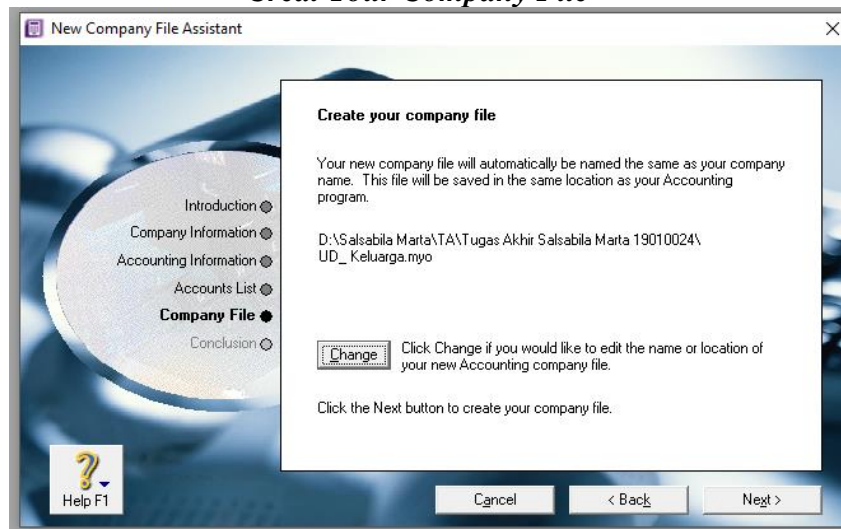 Creat Your Company File
New Company File Assistant
Create your company file
Your new company file will automatically be named the same as your company
name. This file will be saved in the same location as your Accounting
program.
Introduction
Company Information
D:\Salsabila Marta\TA\Tugas Akhir Salsabila Marta 19010024\
Accounting Information
UD_ Keluarga.myo
Accounts List
Company File
Conclusion
Change
Click Change if you would like to edit the name or location of
your new Accounting company file.
Click the Next button to create your company file.
Help F1
Cancel
< Back
Next >